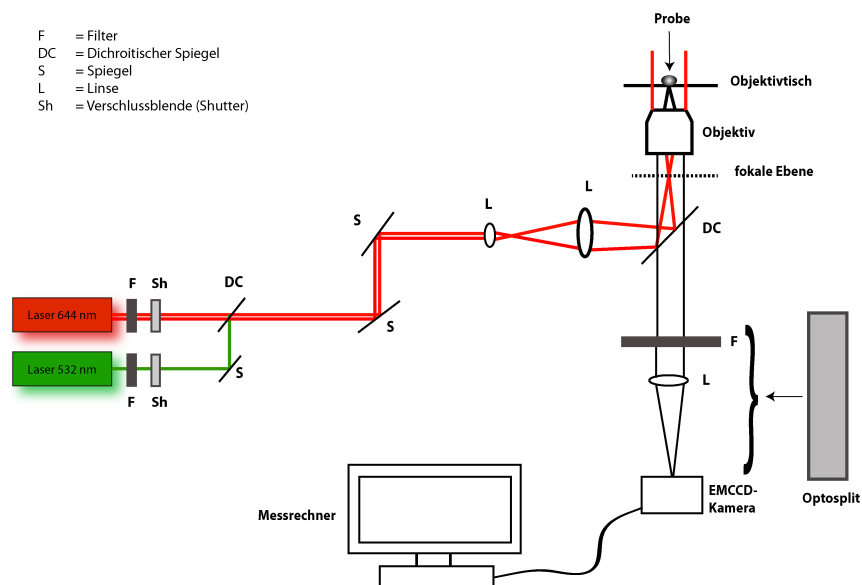 F = Filter
DC = Dichroitischer Spiegel
S = Spiegel
L = Linse
Sh = Verschlussblende (Shutter)
Probe
Objektivtisch
Objektiv
fokale Ebene
L
L
S
DC
DC
F
Sh
Laser 644 nm
S
F
L
Laser 532 nm
S
F
Sh
EMCCD-
Kamera
Optosplit
Messrechner